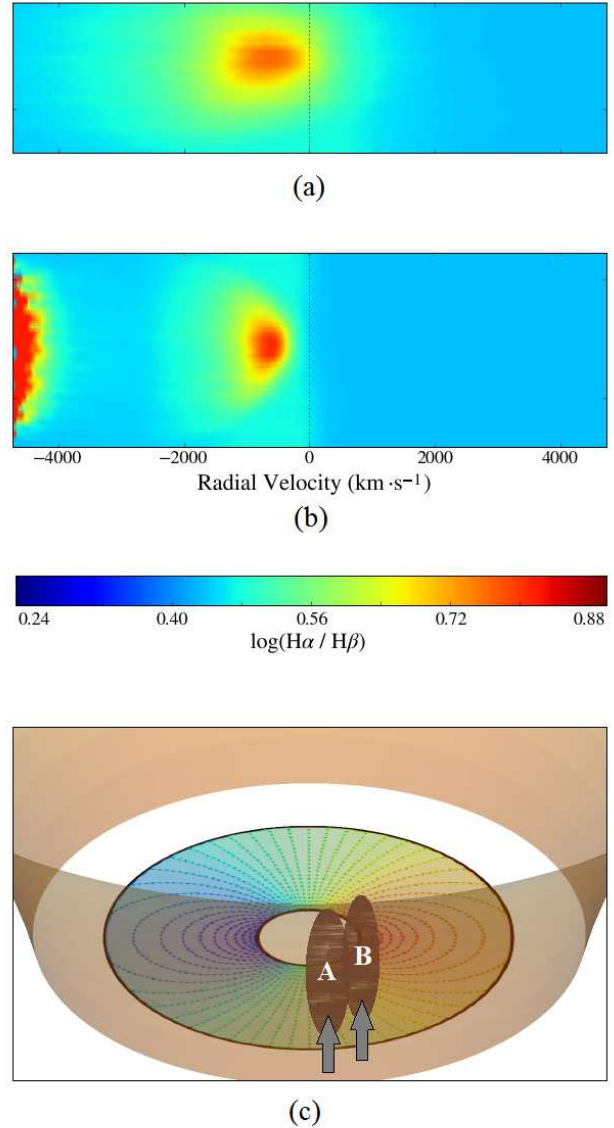 (a)
−4000 −2000 0 2000 4000
Radial Velocity (km·s⁻¹)
(b)
0.24 0.40 0.56 0.72 0.88
log(Hα / Hβ)
A B
(c)